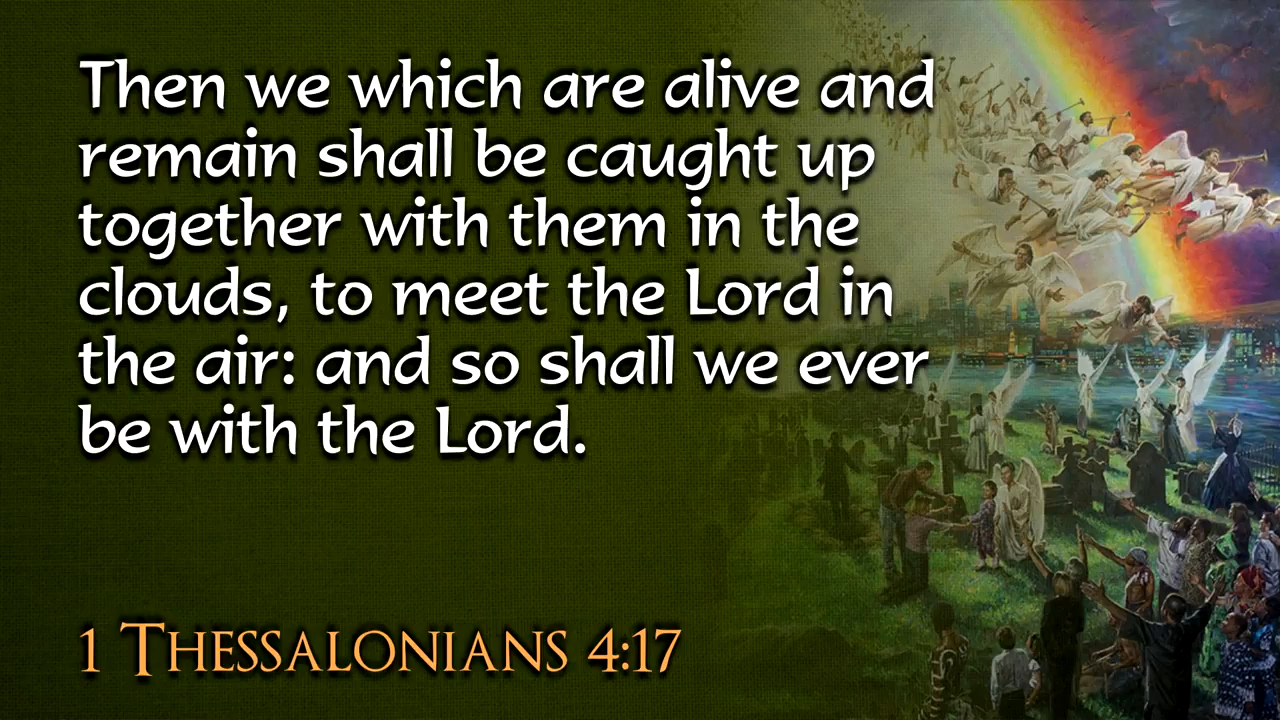 Then we which are alive and
remain shall be caught up
together with them in the
clouds, to meet the Lord in
the air: and so shall we ever
be with the Lord.
1 Thessalonians 4:17